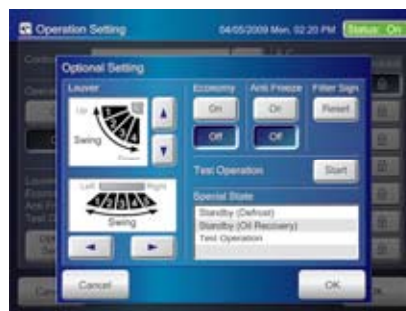 Operation Setting
04/05/2009 Mon. 02:20 PM
Status: On
Optional Setting
Louver
Economy
Anti Freeze
Filter Sign
Up
On
On
Reset
Swing
Off
Off
Down
Test Operation
Start
Left
Right
Special State
Swing
Standby (Defrost)
Standby (Oil Recovery)
Test Operation
Cancel
OK